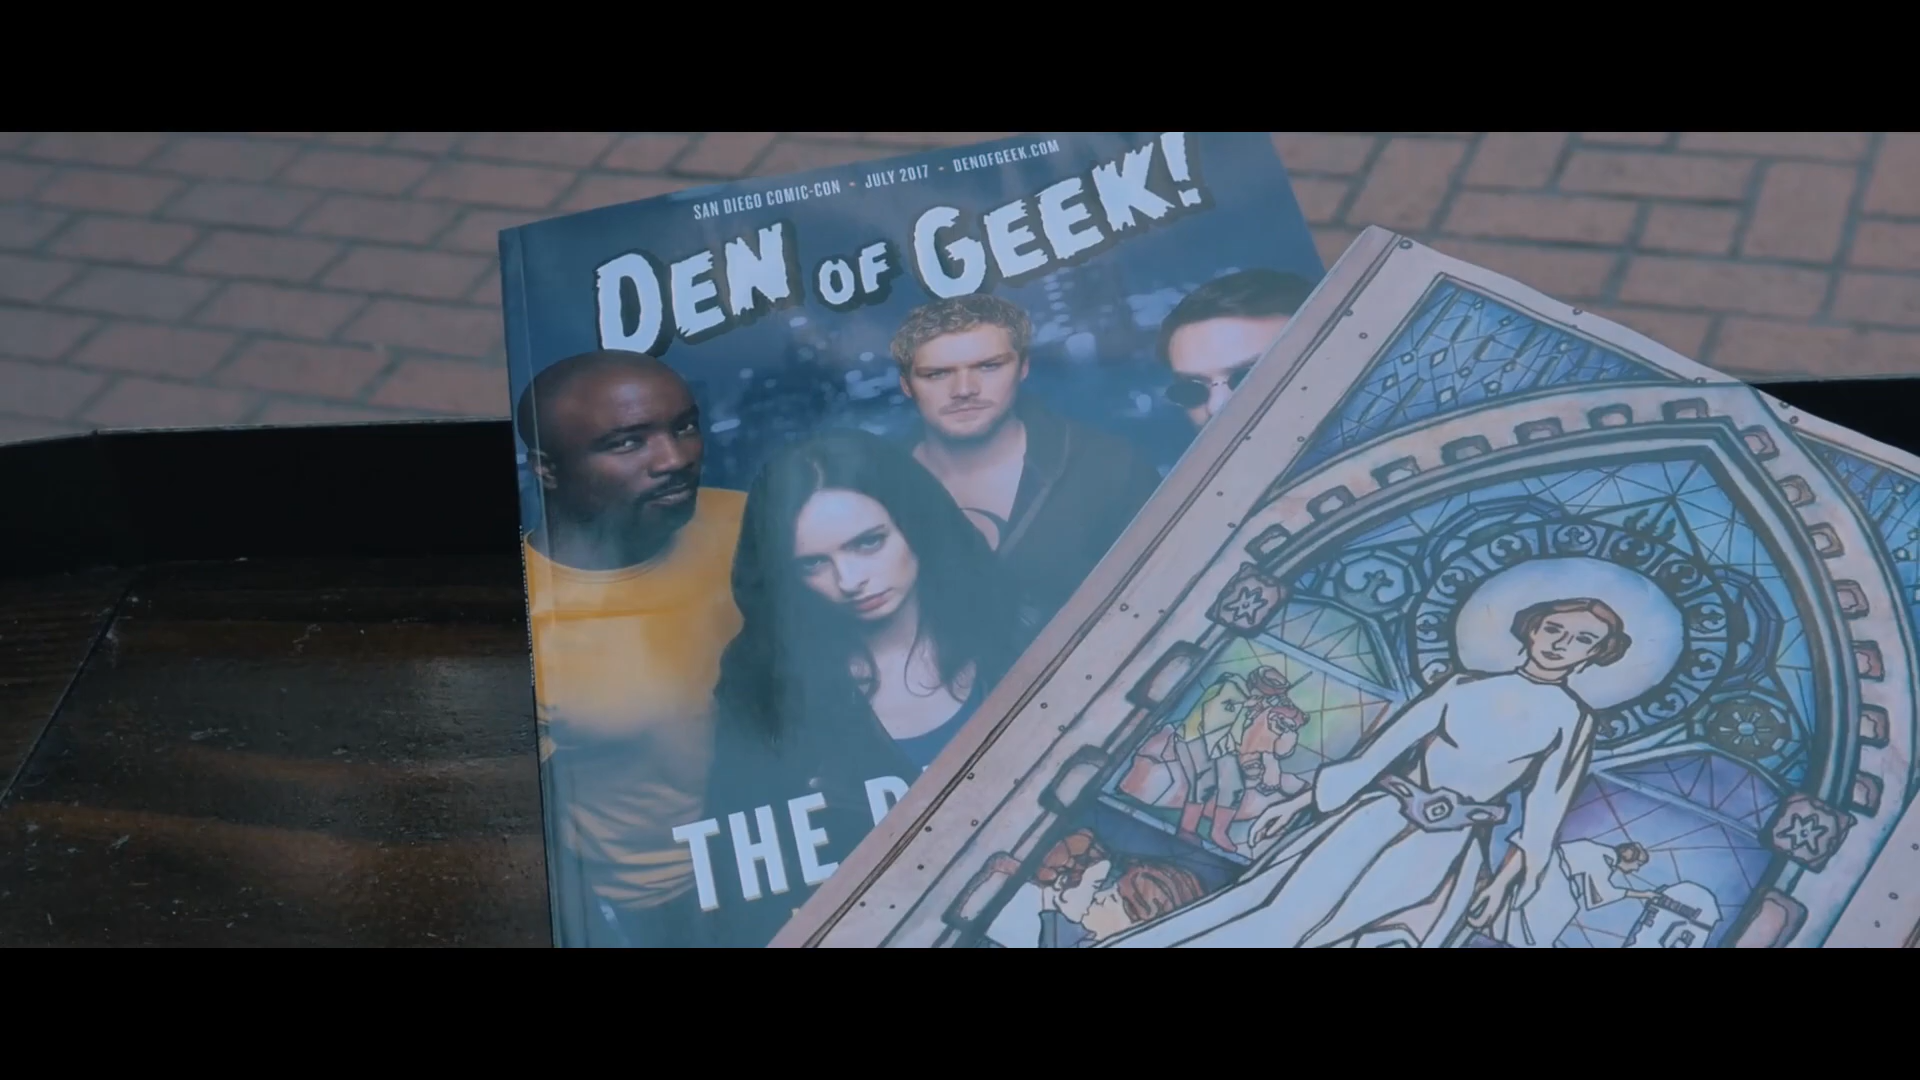 SAN DIEGO COMIC-CON • JULY 2017 • DENOFGEEK.COM
DEN OF GEEK!
THE